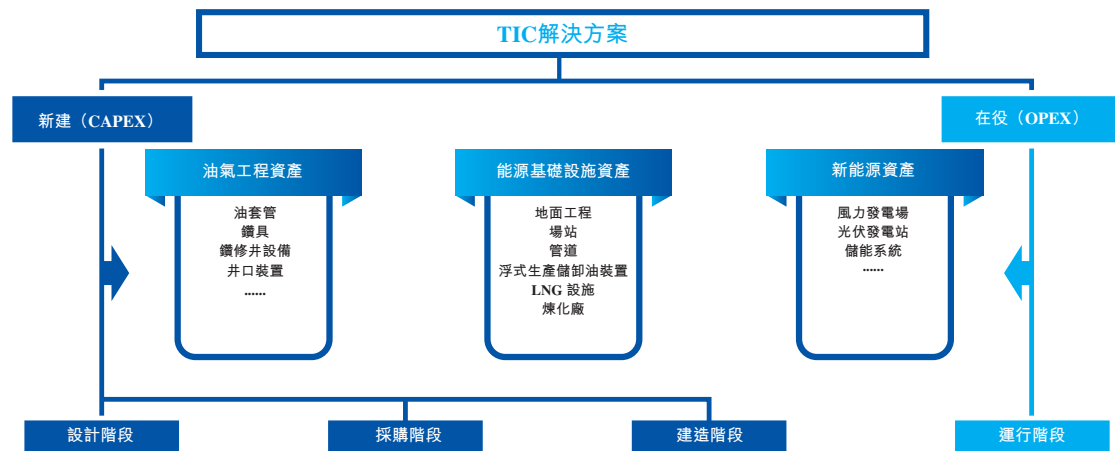 TIC解決方案
新建（CAPEX）
在役（OPEX）
油氣工程資產
油套管
鑽具
鑽修井設備
井口裝置
......
能源基礎設施資產
地面工程
場站
管道
浮式生產儲卸油裝置
LNG 設施
煉化廠
新能源資產
風力發電場
光伏發電站
儲能系統
......
設計階段
採購階段
建造階段
運行階段